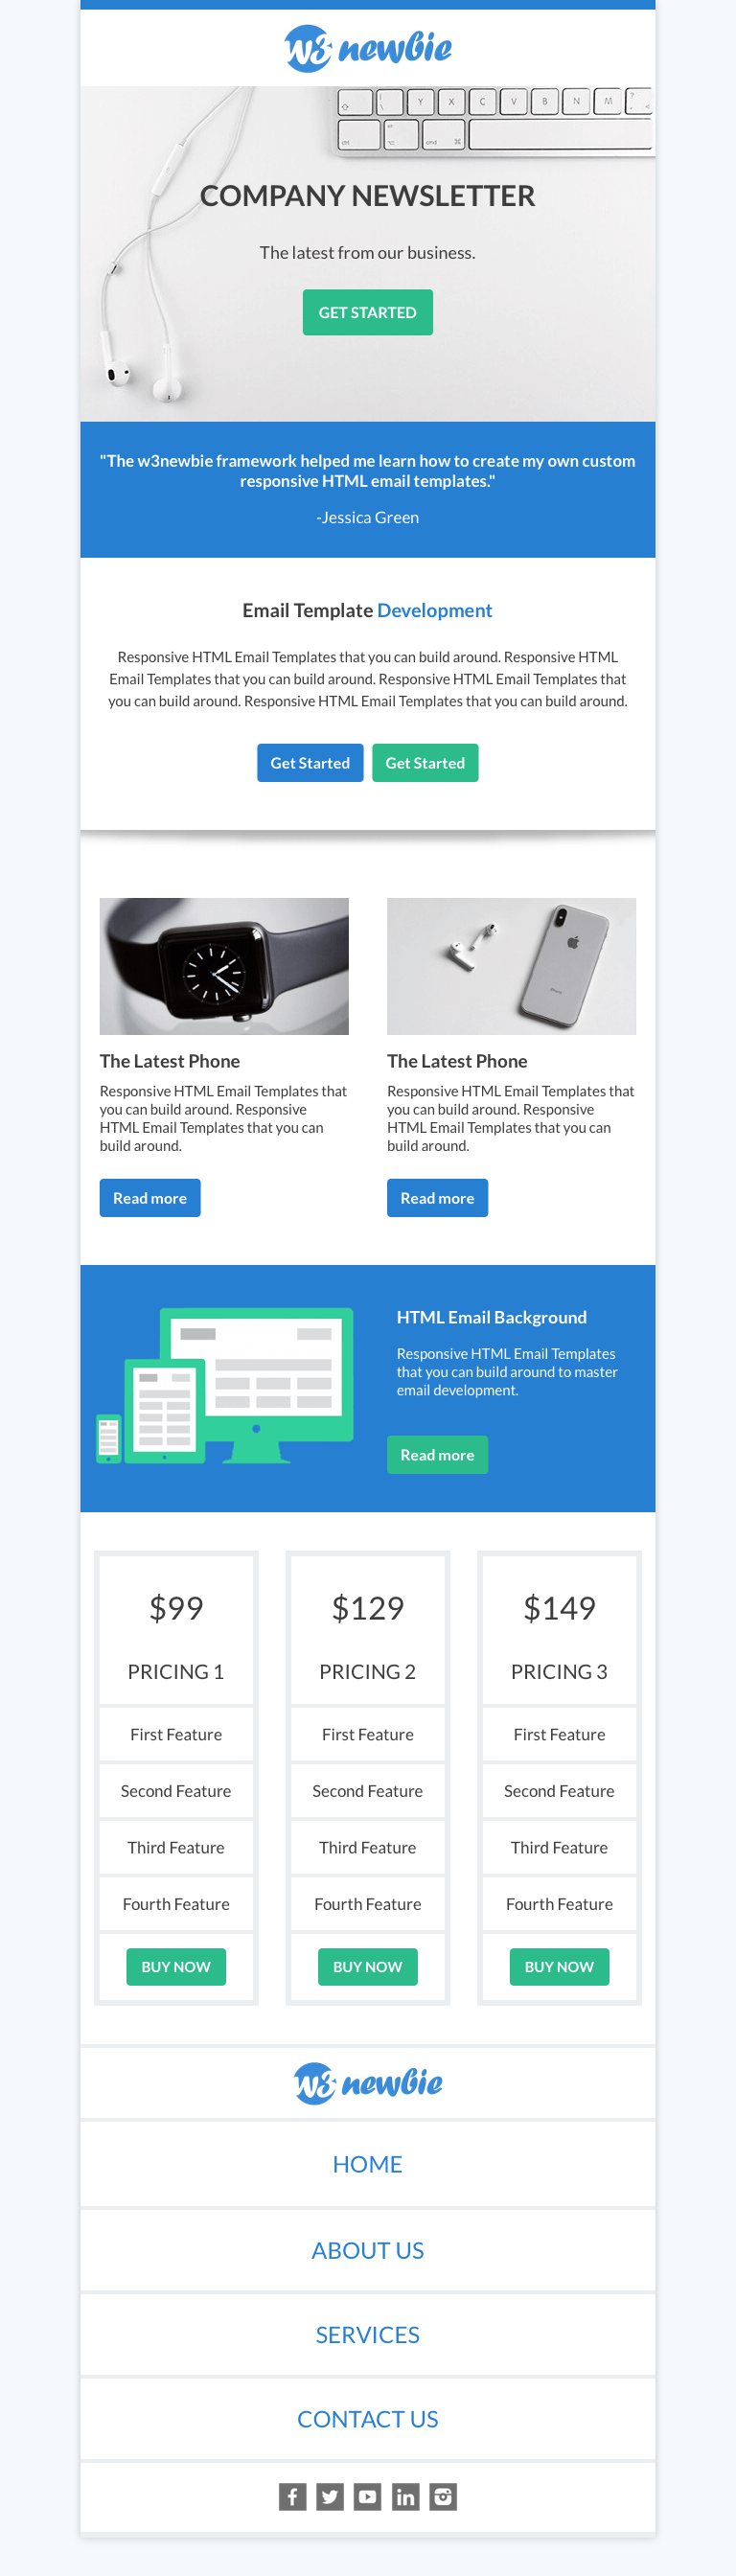 w3 newbie
Y X C V B N M ? <
ctrl alt cmd ⌘
COMPANY NEWSLETTER
The latest from our business.
GET STARTED
"The w3newbie framework helped me learn how to create my own custom
responsive HTML email templates."
-Jessica Green
Email Template Development
Responsive HTML Email Templates that you can build around. Responsive HTML
Email Templates that you can build around. Responsive HTML Email Templates that
you can build around. Responsive HTML Email Templates that you can build around.
Get Started Get Started
iPhone
The Latest Phone
Responsive HTML Email Templates that
you can build around. Responsive
HTML Email Templates that you can
build around.
Read more
The Latest Phone
Responsive HTML Email Templates that
you can build around. Responsive
HTML Email Templates that you can
build around.
Read more
HTML Email Background
Responsive HTML Email Templates
that you can build around to master
email development.
Read more
$99
PRICING 1
First Feature
Second Feature
Third Feature
Fourth Feature
BUY NOW
$129
PRICING 2
First Feature
Second Feature
Third Feature
Fourth Feature
BUY NOW
$149
PRICING 3
First Feature
Second Feature
Third Feature
Fourth Feature
BUY NOW
w3 newbie
HOME
ABOUT US
SERVICES
CONTACT US
f in